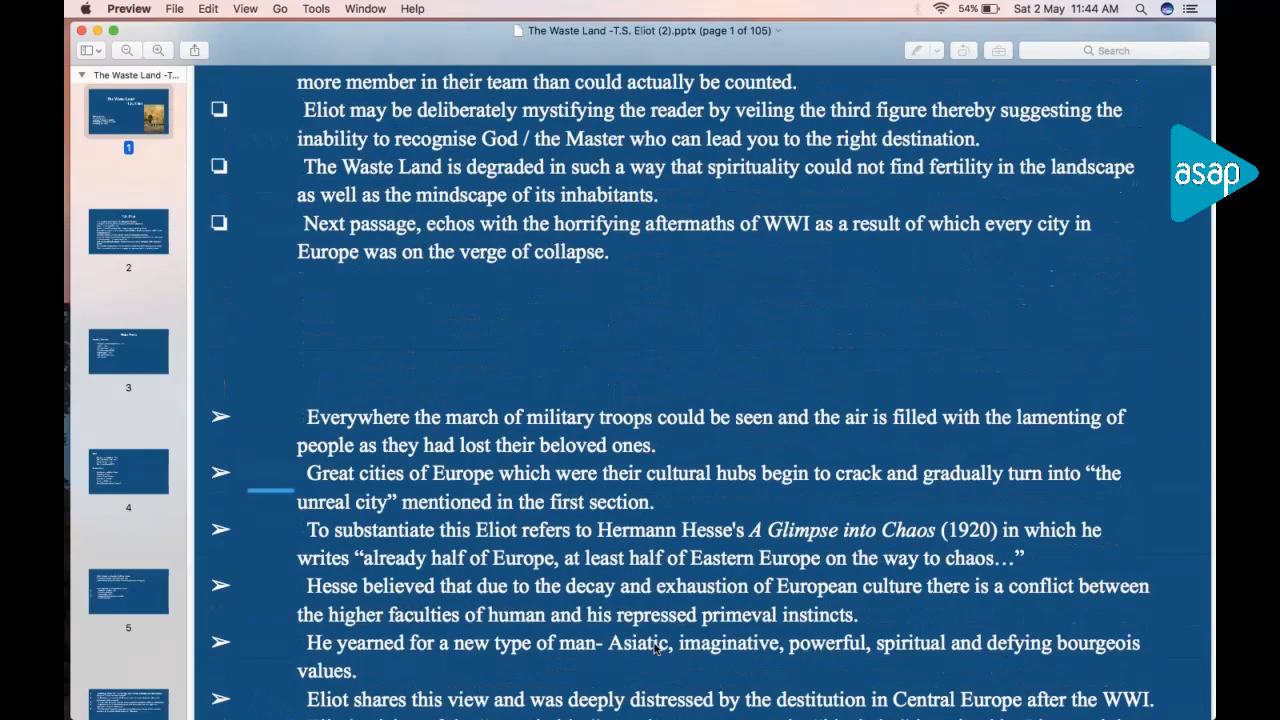 Preview File Edit View Go Tools Window Help 54% Sat 2 May 11:44 AM
The Waste Land -T.S. Eliot (2).pptx (page 1 of 105)
Search
The Waste Land -T...
1
2
3
4
5
more member in their team than could actually be counted.
Eliot may be deliberately mystifying the reader by veiling the third figure thereby suggesting the
inability to recognise God / the Master who can lead you to the right destination.
The Waste Land is degraded in such a way that spirituality could not find fertility in the landscape
as well as the mindscape of its inhabitants.
Next passage, echos with the horrifying aftermaths of WWI as a result of which every city in
Europe was on the verge of collapse.
asap
Everywhere the march of military troops could be seen and the air is filled with the lamenting of
people as they had lost their beloved ones.
Great cities of Europe which were their cultural hubs begin to crack and gradually turn into “the
unreal city” mentioned in the first section.
To substantiate this Eliot refers to Hermann Hesse's A Glimpse into Chaos (1920) in which he
writes “already half of Europe, at least half of Eastern Europe on the way to chaos…”
Hesse believed that due to the decay and exhaustion of European culture there is a conflict between
the higher faculties of human and his repressed primeval instincts.
He yearned for a new type of man- Asiatic, imaginative, powerful, spiritual and defying bourgeois
values.
Eliot shares this view and was deeply distressed by the destitution in Central Europe after the WWI.